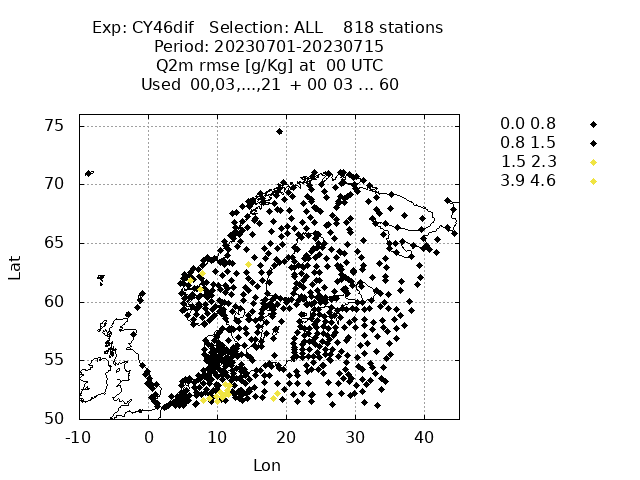 Exp: CY46dif   Selection: ALL    818 stations
Period: 20230701-20230715
Q2m rmse [g/Kg] at  00 UTC
Used  00,03,...,21  + 00 03 ... 60
0.0 0.8
0.8 1.5
1.5 2.3
3.9 4.6
75
70
65
60
55
50
Lat
-10 0 10 20 30 40
Lon